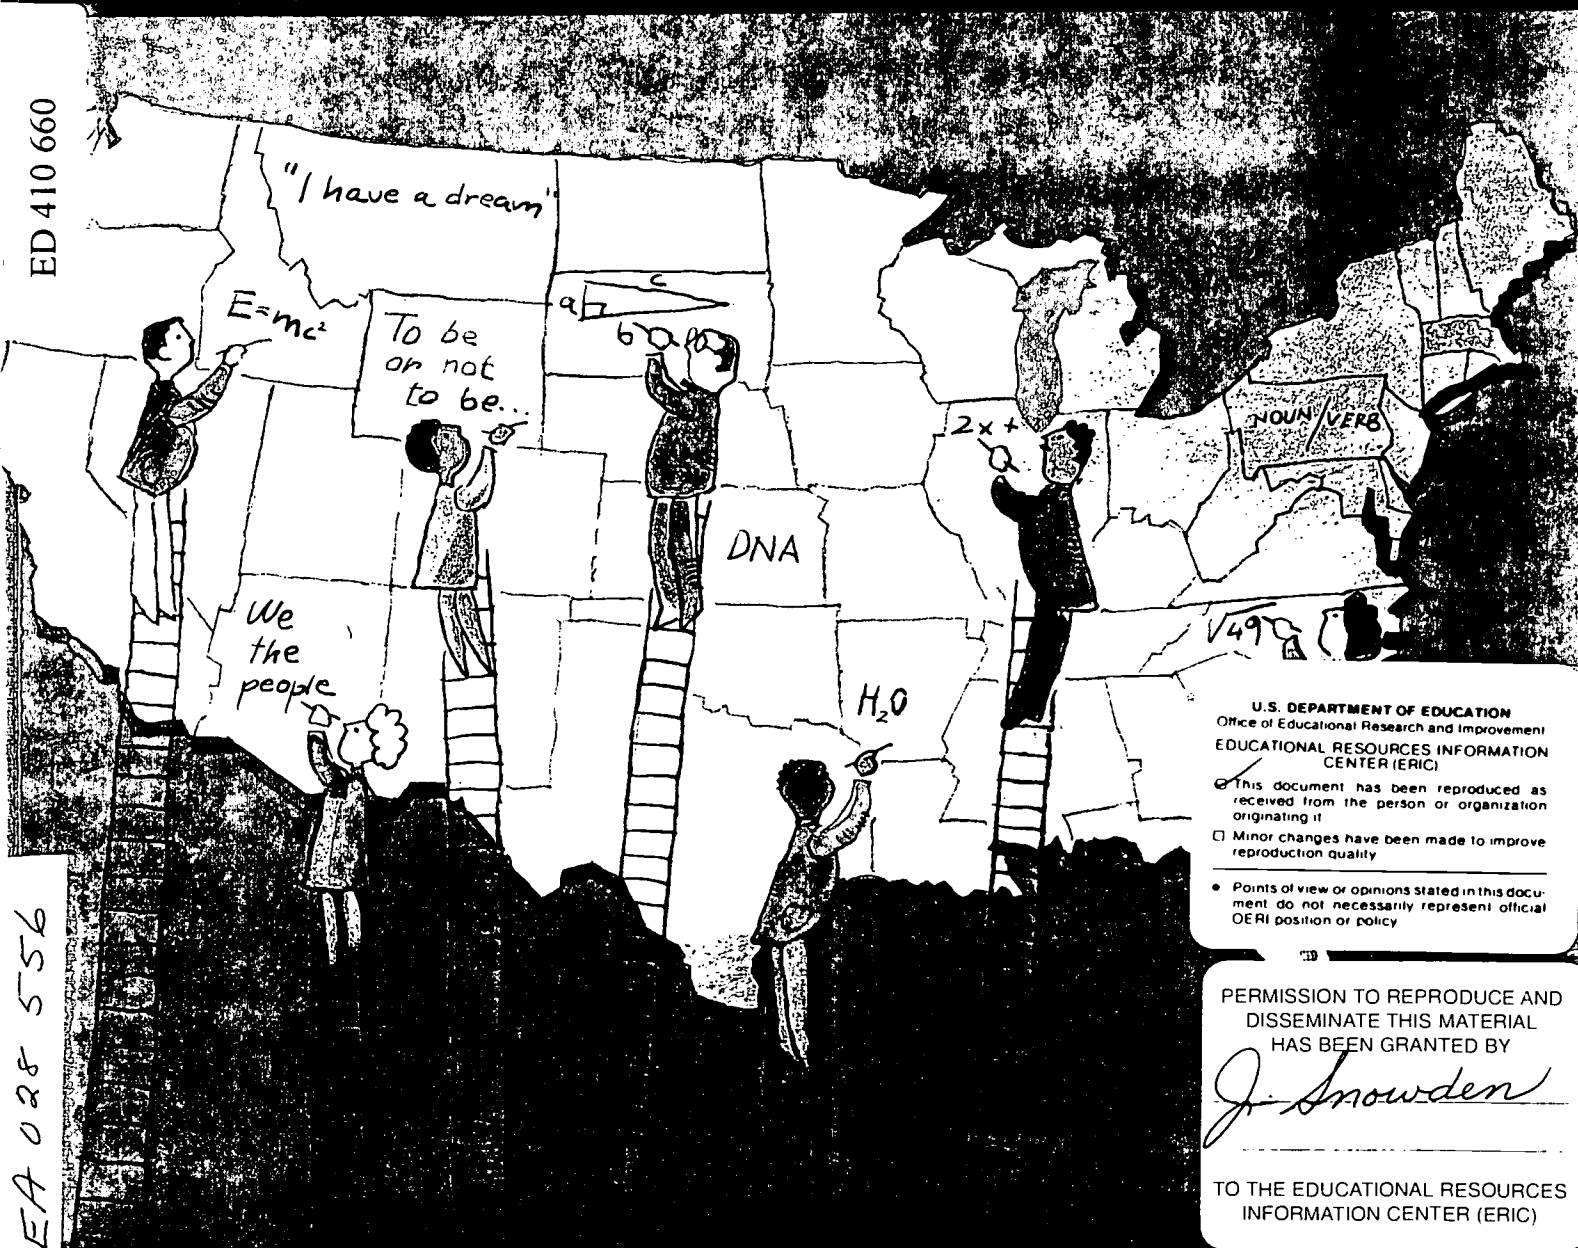 ED 410 660
"I have a dream"
E=mc²
To be
or not
to be...
a
c
b
2x+
NOUN/VERB
DNA
We
the
people
√49
H₂O
U.S. DEPARTMENT OF EDUCATION
Office of Educational Research and Improvement
EDUCATIONAL RESOURCES INFORMATION
CENTER (ERIC)
This document has been reproduced as
received from the person or organization
originating it
Minor changes have been made to improve
reproduction quality
• Points of view or opinions stated in this docu-
ment do not necessarily represent official
OERI position or policy
PERMISSION TO REPRODUCE AND
DISSEMINATE THIS MATERIAL
HAS BEEN GRANTED BY
J. Snowden
TO THE EDUCATIONAL RESOURCES
INFORMATION CENTER (ERIC)
EA 028 556